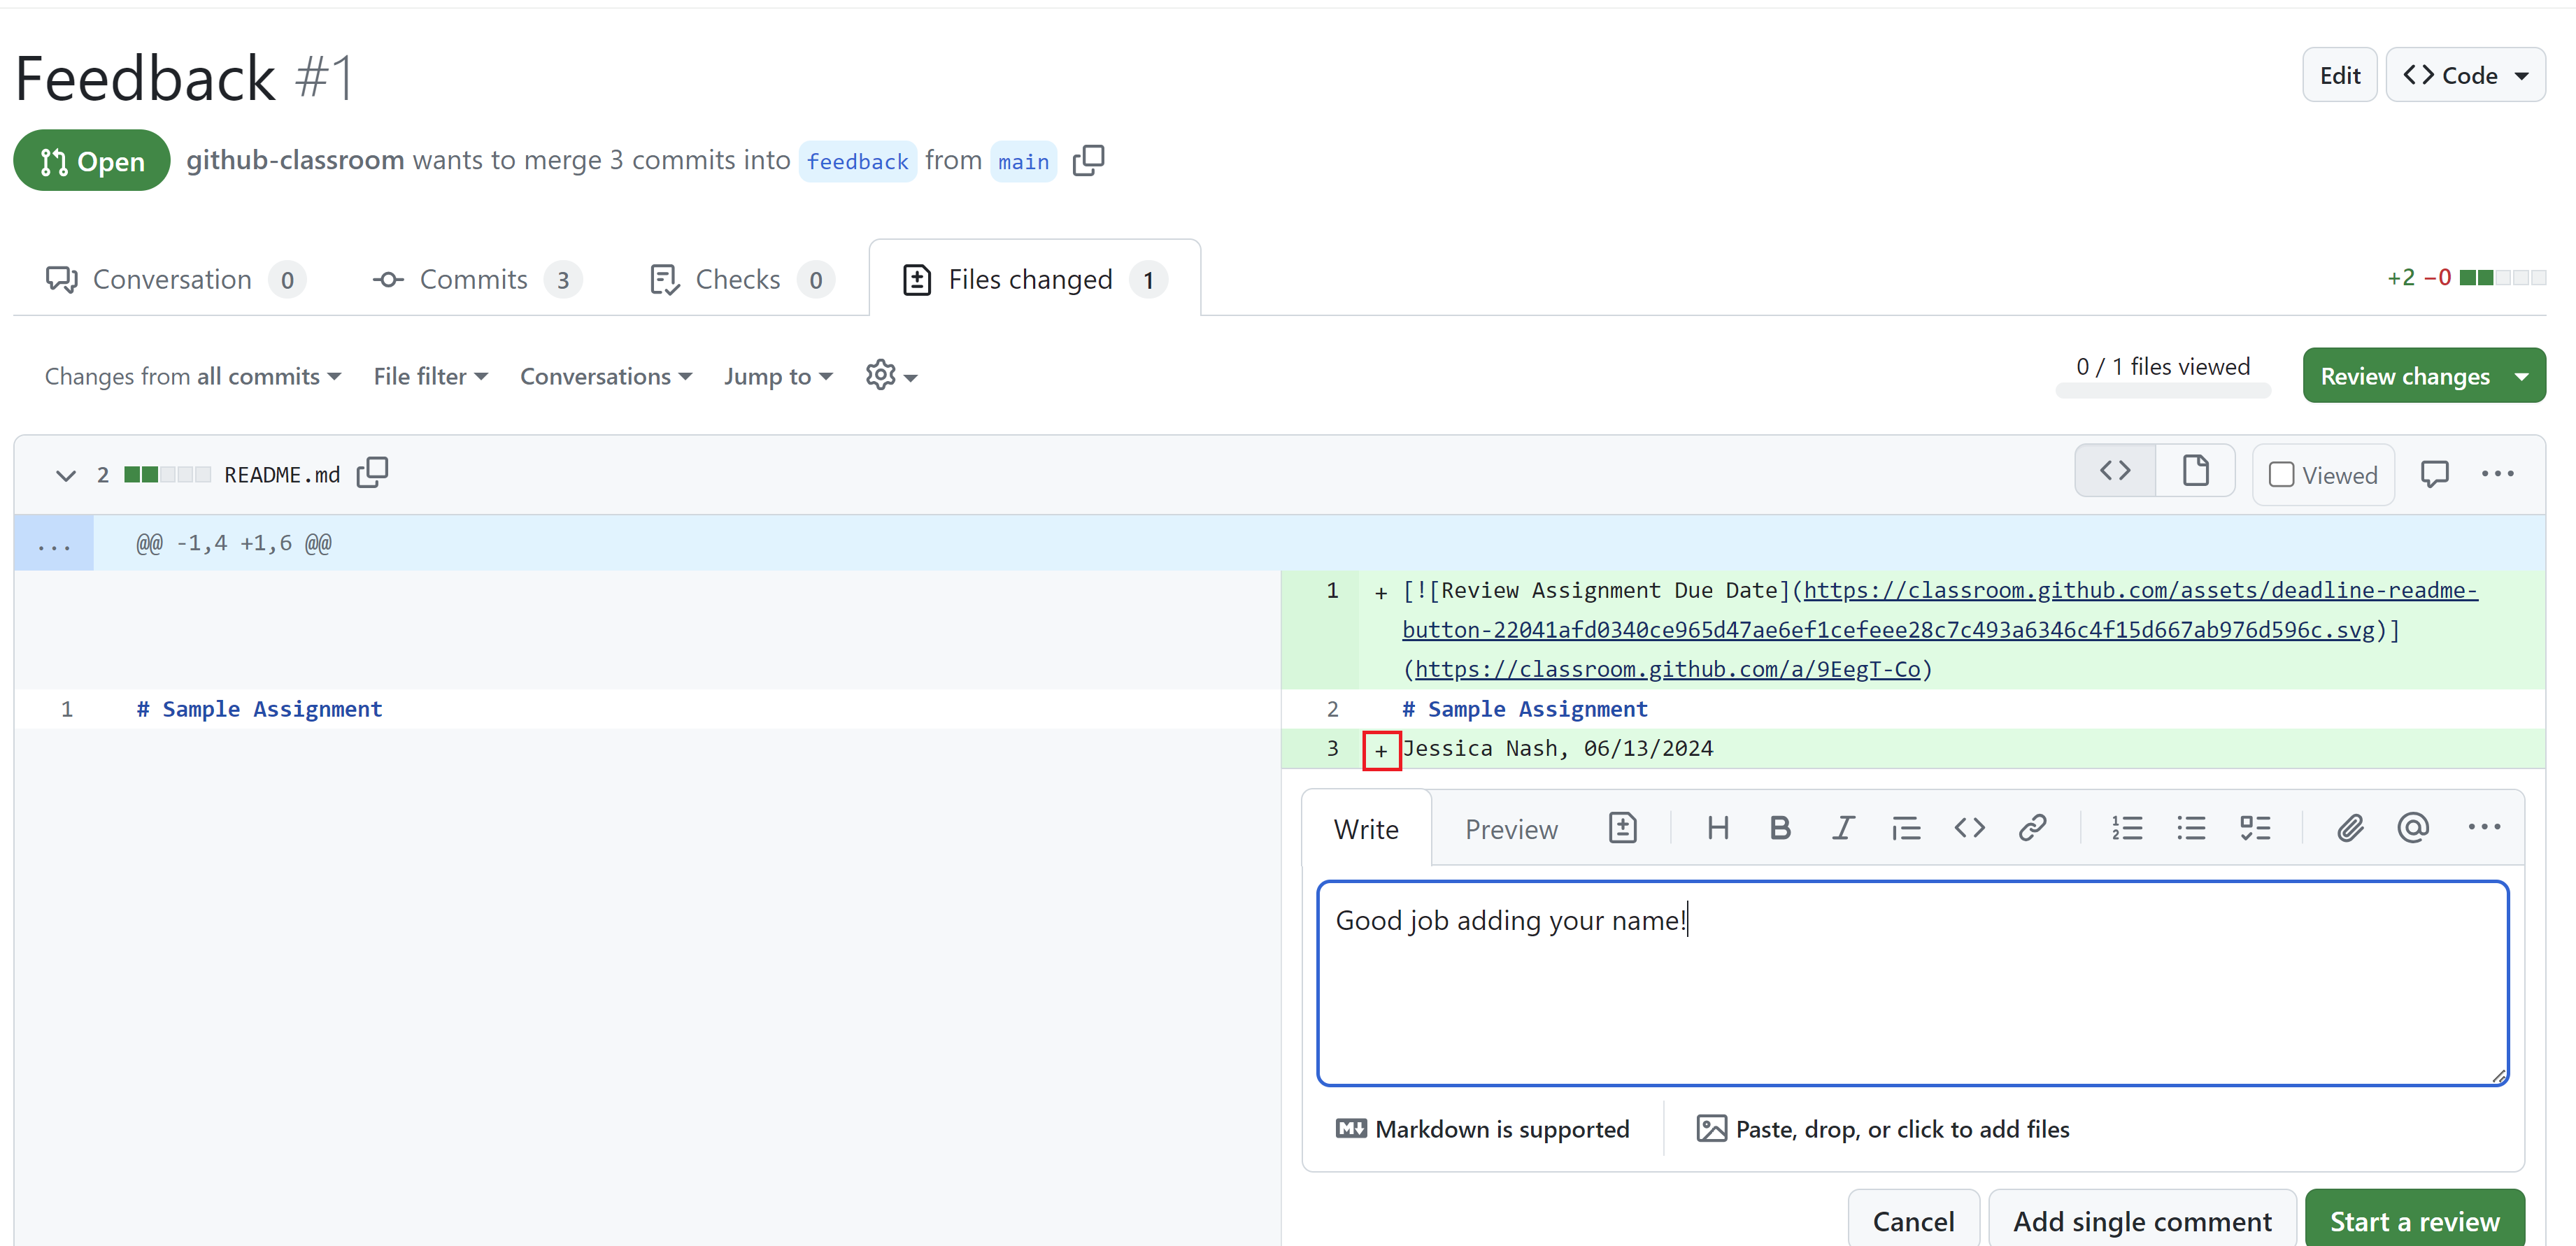 Feedback #1
Edit
Code
Open
github-classroom wants to merge 3 commits into feedback from main
Conversation 0
Commits 3
Checks 0
Files changed 1
+2 −0
Changes from all commits
File filter
Conversations
Jump to
0 / 1 files viewed
Review changes
2
README.md
Viewed
...
@@ -1,4 +1,6 @@
1 + [![Review Assignment Due Date](https://classroom.github.com/assets/deadline-readme-
button-22041afd0340ce965d47ae6ef1cefeee28c7c493a6346c4f15d667ab976d596c.svg)]
(https://classroom.github.com/a/9EegT-Co)
1 # Sample Assignment
2 # Sample Assignment
3 + Jessica Nash, 06/13/2024
Write
Preview
Good job adding your name!
Markdown is supported
Paste, drop, or click to add files
Cancel
Add single comment
Start a review